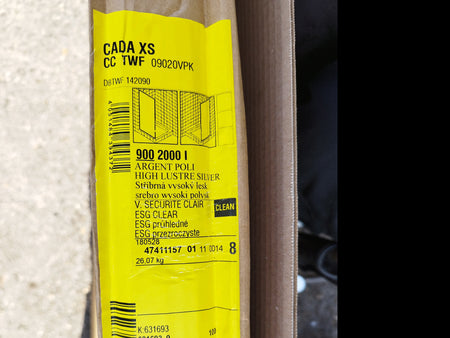 CADA XS
CC TWF 09020VPK
DBTWF 142090
900 2000 I
ARGENT POLI
HIGH LUSTRE SILVER
Stříbrná vysoký lesk
srebro wysoki połysk
V. SECURITE CLAIR
CLEAN
ESG CLEAR
ESG průhledné
ESG przezroczyste
180528
47411157 01 11 0014 8
26,07 kg
K:631693